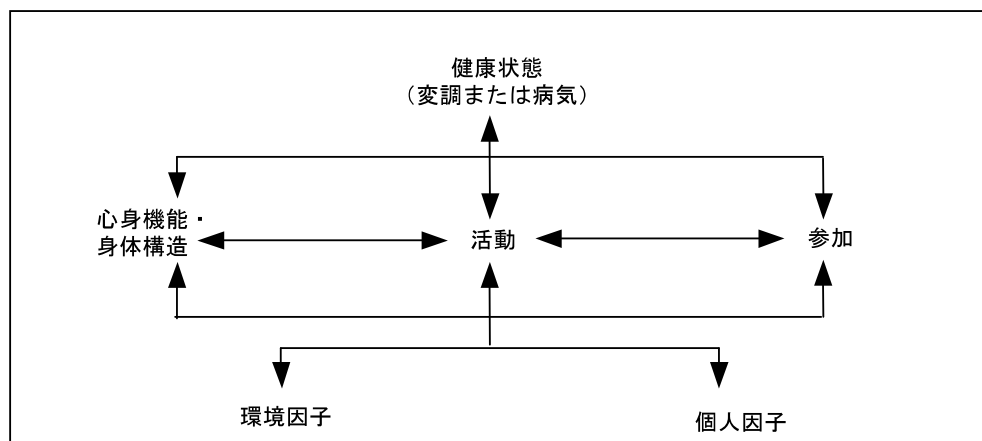 健康状態
（変調または病気）
心身機能・
身体構造
活動
参加
環境因子
個人因子